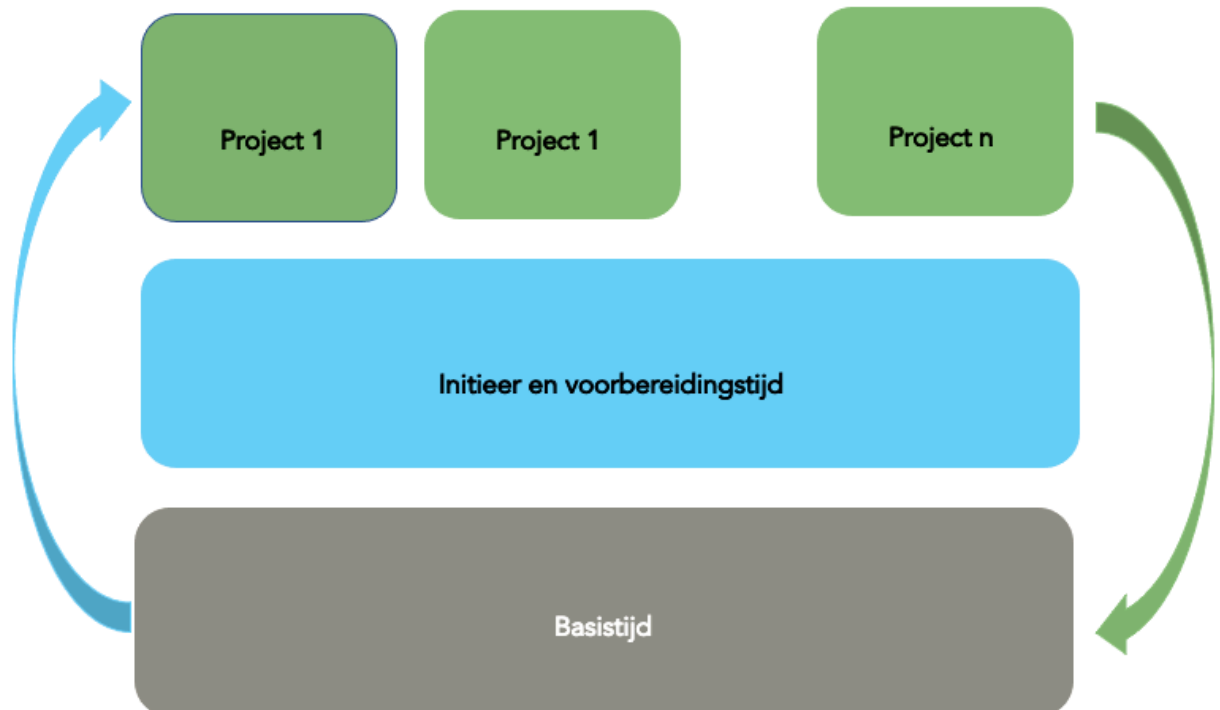 Project 1
Project 1
Project n
Initieer en voorbereidingstijd
Basistijd